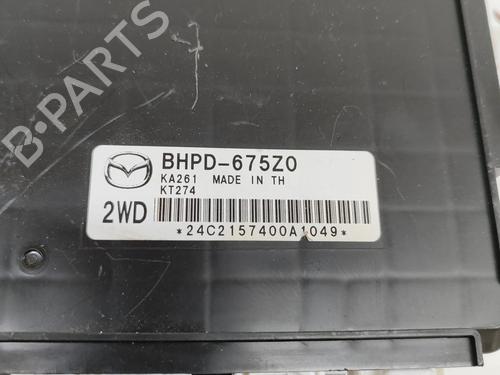 B-PARTS
BHPD-675Z0
KA261 MADE IN TH
KT274
2WD
*24C2157400A1049*